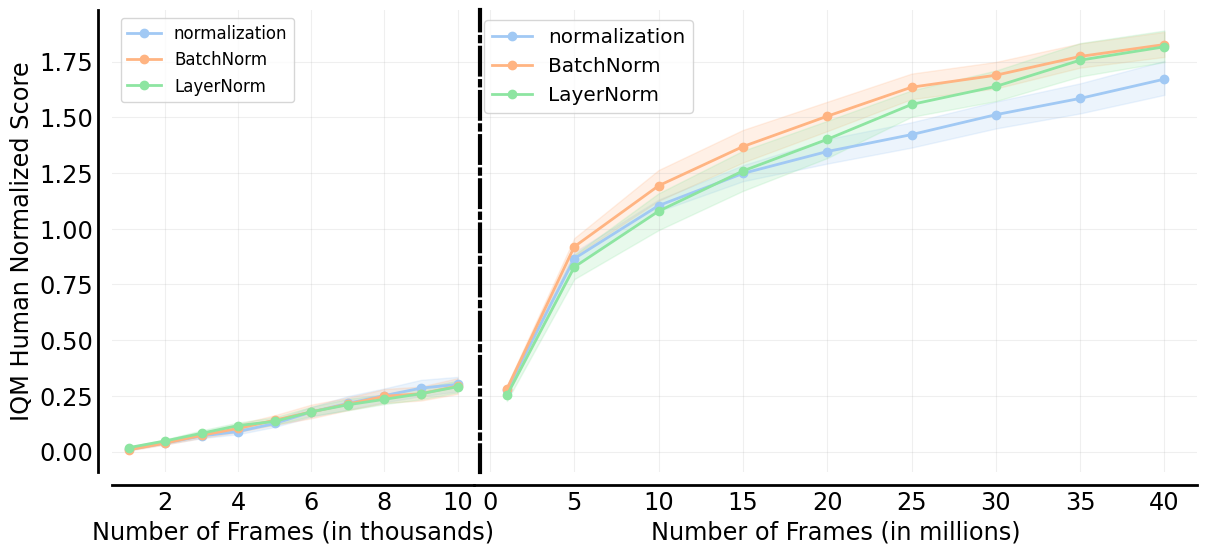 normalization
BatchNorm
LayerNorm
normalization
BatchNorm
LayerNorm
IQM Human Normalized Score
1.75
1.50
1.25
1.00
0.75
0.50
0.25
0.00
2 4 6 8 10 0 5 10 15 20 25 30 35 40
Number of Frames (in thousands)
Number of Frames (in millions)